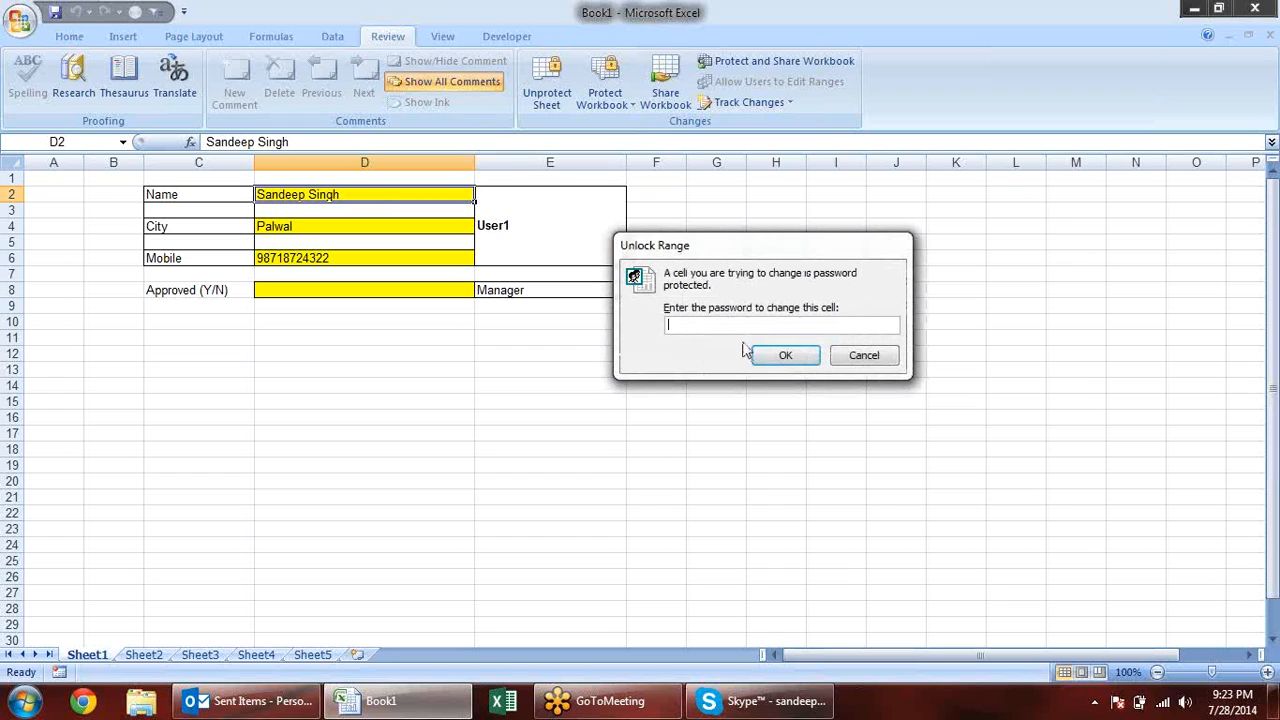 Book1 - Microsoft Excel
Home Insert Page Layout Formulas Data Review View Developer
ABC
Spelling Research Thesaurus Translate
Proofing
New Comment Delete Previous Next
Show/Hide Comment
Show All Comments
Show Ink
Comments
Unprotect Sheet Protect Workbook Share Workbook
Protect and Share Workbook
Allow Users to Edit Ranges
Track Changes
Changes
D2 fx Sandeep Singh
A B C D E F G H I J K L M N O P
1
2 Name Sandeep Singh
3
4 City Palwal User1
5
6 Mobile 98718724322
7
8 Approved (Y/N) Manager
9
10
11
12
13
14
15
16
17
18
19
20
21
22
23
24
25
26
27
28
29
30
Unlock Range
A cell you are trying to change is password
protected.
Enter the password to change this cell:
OK Cancel
Sheet1 Sheet2 Sheet3 Sheet4 Sheet5
Ready 100%
Sent Items - Perso... Book1 GoToMeeting Skype™ - sandeep... 9:23 PM
7/28/2014